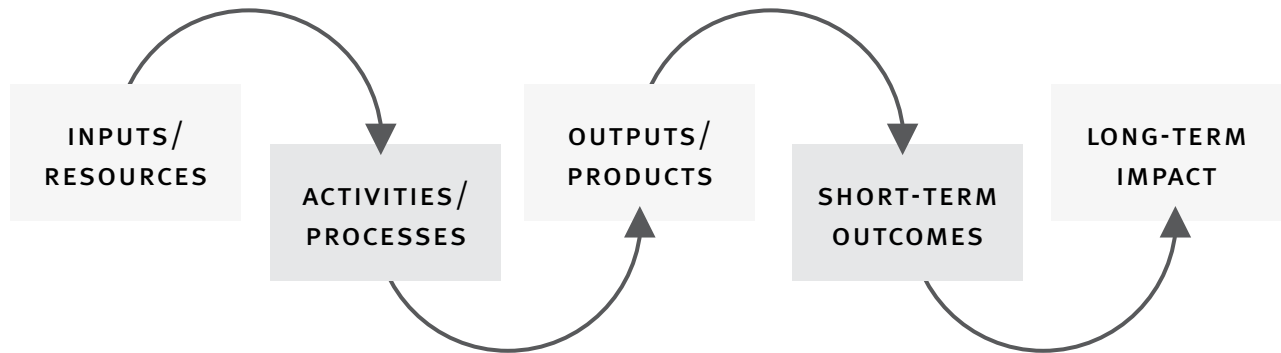 INPUTS/
RESOURCES
ACTIVITIES/
PROCESSES
OUTPUTS/
PRODUCTS
SHORT-TERM
OUTCOMES
LONG-TERM
IMPACT